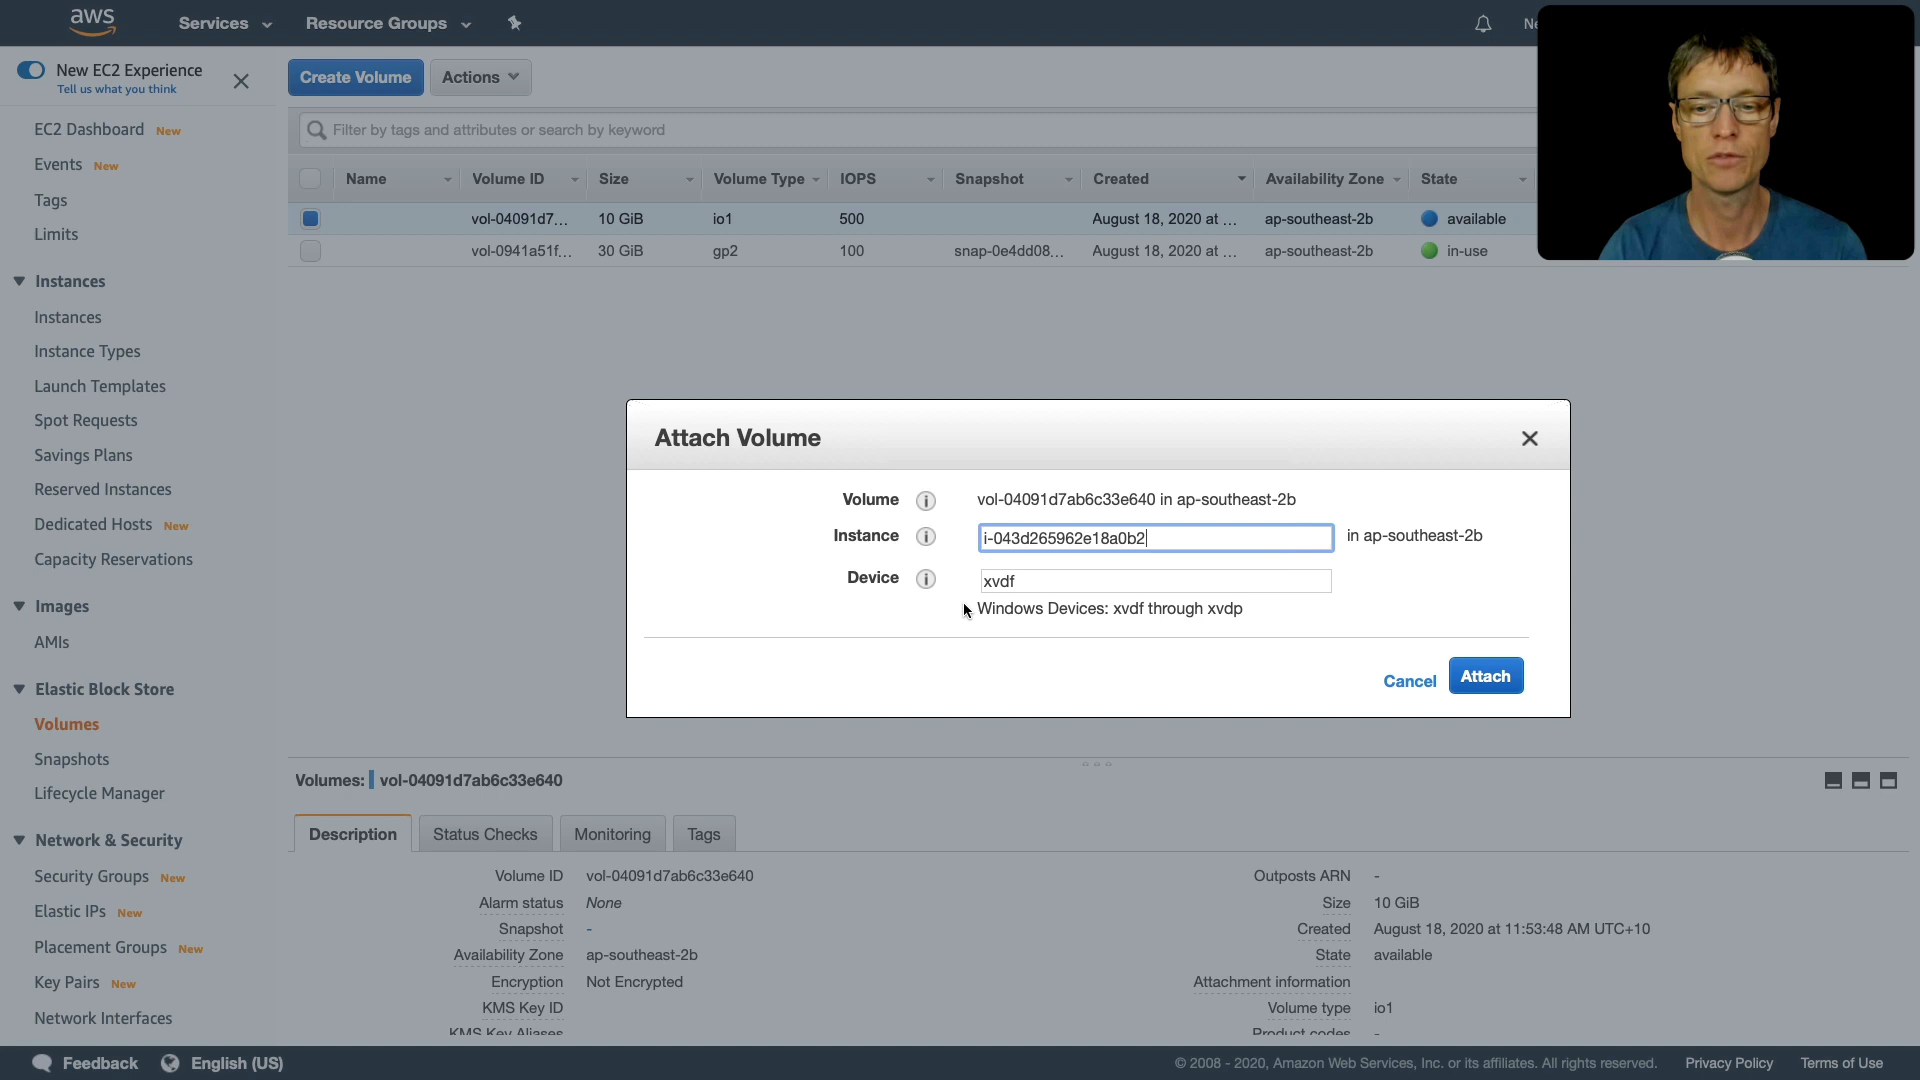 aws
Services
Resource Groups
New EC2 Experience
Tell us what you think
EC2 Dashboard New
Events New
Tags
Limits
Instances
Instances
Instance Types
Launch Templates
Spot Requests
Savings Plans
Reserved Instances
Dedicated Hosts New
Capacity Reservations
Images
AMIs
Elastic Block Store
Volumes
Snapshots
Lifecycle Manager
Network & Security
Security Groups New
Elastic IPs New
Placement Groups New
Key Pairs New
Network Interfaces
Create Volume
Actions
Filter by tags and attributes or search by keyword
Name Volume ID Size Volume Type IOPS Snapshot Created Availability Zone State
vol-04091d7... 10 GiB io1 500 August 18, 2020 at ... ap-southeast-2b available
vol-0941a51f... 30 GiB gp2 100 snap-0e4dd08... August 18, 2020 at ... ap-southeast-2b in-use
Attach Volume
Volume i vol-04091d7ab6c33e640 in ap-southeast-2b
Instance i i-043d265962e18a0b2 in ap-southeast-2b
Device i xvdf
Windows Devices: xvdf through xvdp
Cancel
Attach
Volumes: vol-04091d7ab6c33e640
Description Status Checks Monitoring Tags
Volume ID vol-04091d7ab6c33e640
Alarm status None
Snapshot -
Availability Zone ap-southeast-2b
Encryption Not Encrypted
KMS Key ID
KMS Key Aliases
Outposts ARN -
Size 10 GiB
Created August 18, 2020 at 11:53:48 AM UTC+10
State available
Attachment information
Volume type io1
Product codes -
Feedback
English (US)
© 2008 - 2020, Amazon Web Services, Inc. or its affiliates. All rights reserved.
Privacy Policy
Terms of Use